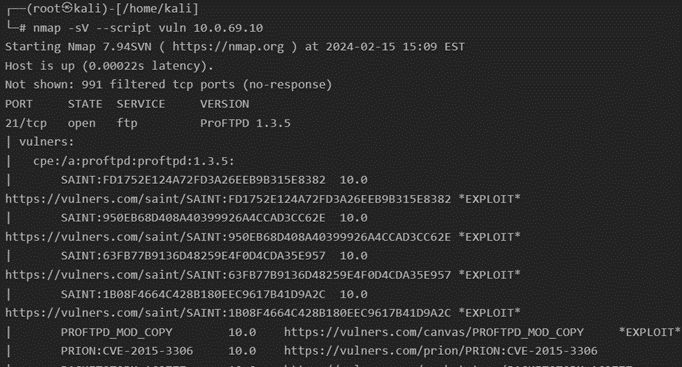 ┌──(root㉿kali)-[/home/kali]
└─# nmap -sV --script vuln 10.0.69.10
Starting Nmap 7.94SVN ( https://nmap.org ) at 2024-02-15 15:09 EST
Host is up (0.00022s latency).
Not shown: 991 filtered tcp ports (no-response)
PORT     STATE  SERVICE     VERSION
21/tcp   open   ftp         ProFTPD 1.3.5
| vulners:
|   cpe:/a:proftpd:proftpd:1.3.5:
|       SAINT:FD1752E124A72FD3A26EEB9B315E8382  10.0
https://vulners.com/saint/SAINT:FD1752E124A72FD3A26EEB9B315E8382 *EXPLOIT*
|       SAINT:950EB68D408A40399926A4CCAD3CC62E  10.0
https://vulners.com/saint/SAINT:950EB68D408A40399926A4CCAD3CC62E *EXPLOIT*
|       SAINT:63FB77B9136D48259E4F0D4CDA35E957  10.0
https://vulners.com/saint/SAINT:63FB77B9136D48259E4F0D4CDA35E957 *EXPLOIT*
|       SAINT:1B08F4664C428B180EEC9617B41D9A2C  10.0
https://vulners.com/saint/SAINT:1B08F4664C428B180EEC9617B41D9A2C *EXPLOIT*
|       PROFTPD_MOD_COPY        10.0    https://vulners.com/canvas/PROFTPD_MOD_COPY     *EXPLOIT*
|       PRION:CVE-2015-3306     10.0    https://vulners.com/prion/PRION:CVE-2015-3306